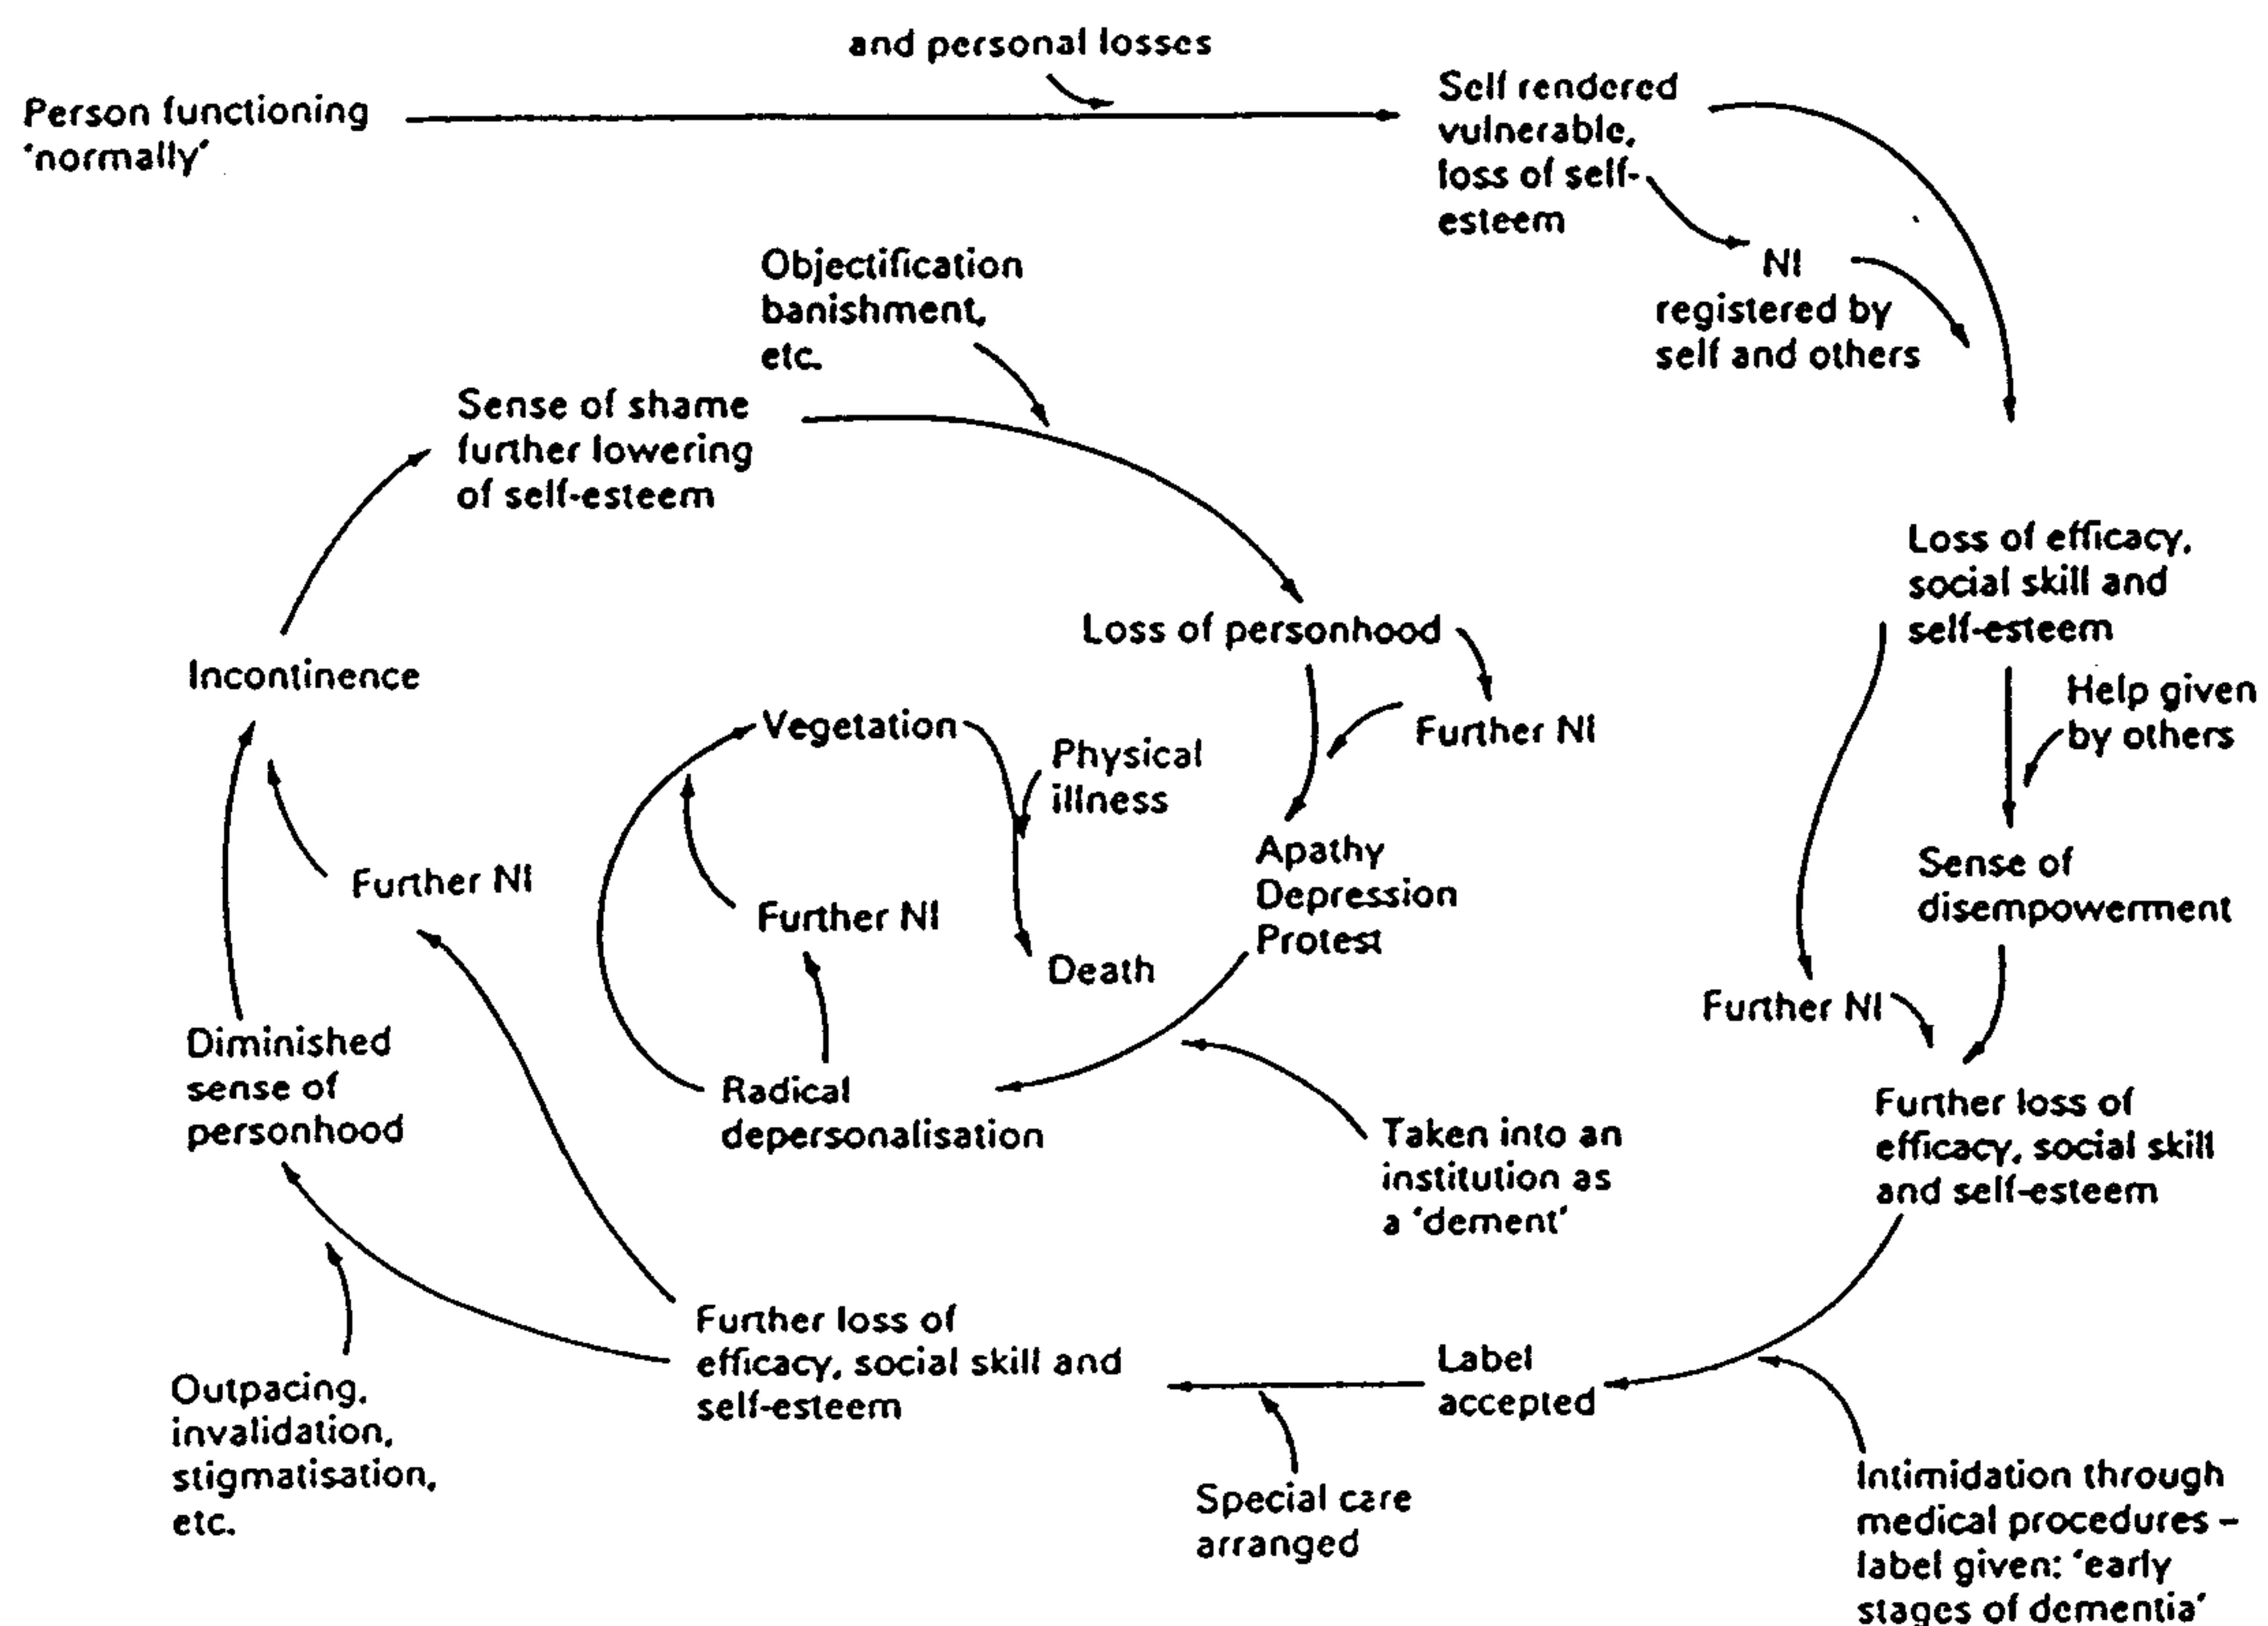 and personal losses
Person functioning
'normally'
Self rendered
vulnerable,
loss of self-
esteem
NI
registered by
self and others
Objectification
banishment,
etc.
Sense of shame
further lowering
of self-esteem
Loss of efficacy,
social skill and
self-esteem
Loss of personhood
Incontinence
Help given
by others
Vegetation
Further NI
Physical
illness
Apathy
Depression
Protest
Sense of
disempowerment
Further NI
Further NI
Death
Further NI
Diminished
sense of
personhood
Radical
depersonalisation
Further loss of
efficacy, social skill
and self-esteem
Taken into an
institution as
a 'dement'
Further loss of
efficacy, social skill and
self-esteem
Label
accepted
Outpacing,
invalidation,
stigmatisation,
etc.
Special care
arranged
Intimidation through
medical procedures –
label given: 'early
stages of dementia'